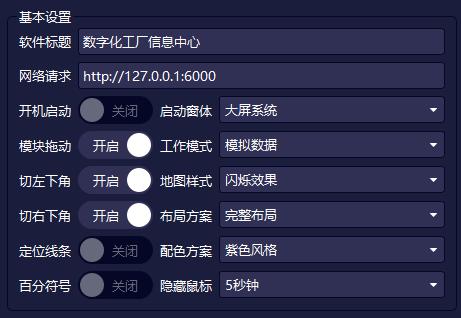 基本设置
软件标题 数字化工厂信息中心
网络请求 http://127.0.0.1:6000
开机启动 关闭 启动窗体 大屏系统
模块拖动 开启 工作模式 模拟数据
切左下角 开启 地图样式 闪烁效果
切右下角 开启 布局方案 完整布局
定位线条 关闭 配色方案 紫色风格
百分符号 关闭 隐藏鼠标 5秒钟